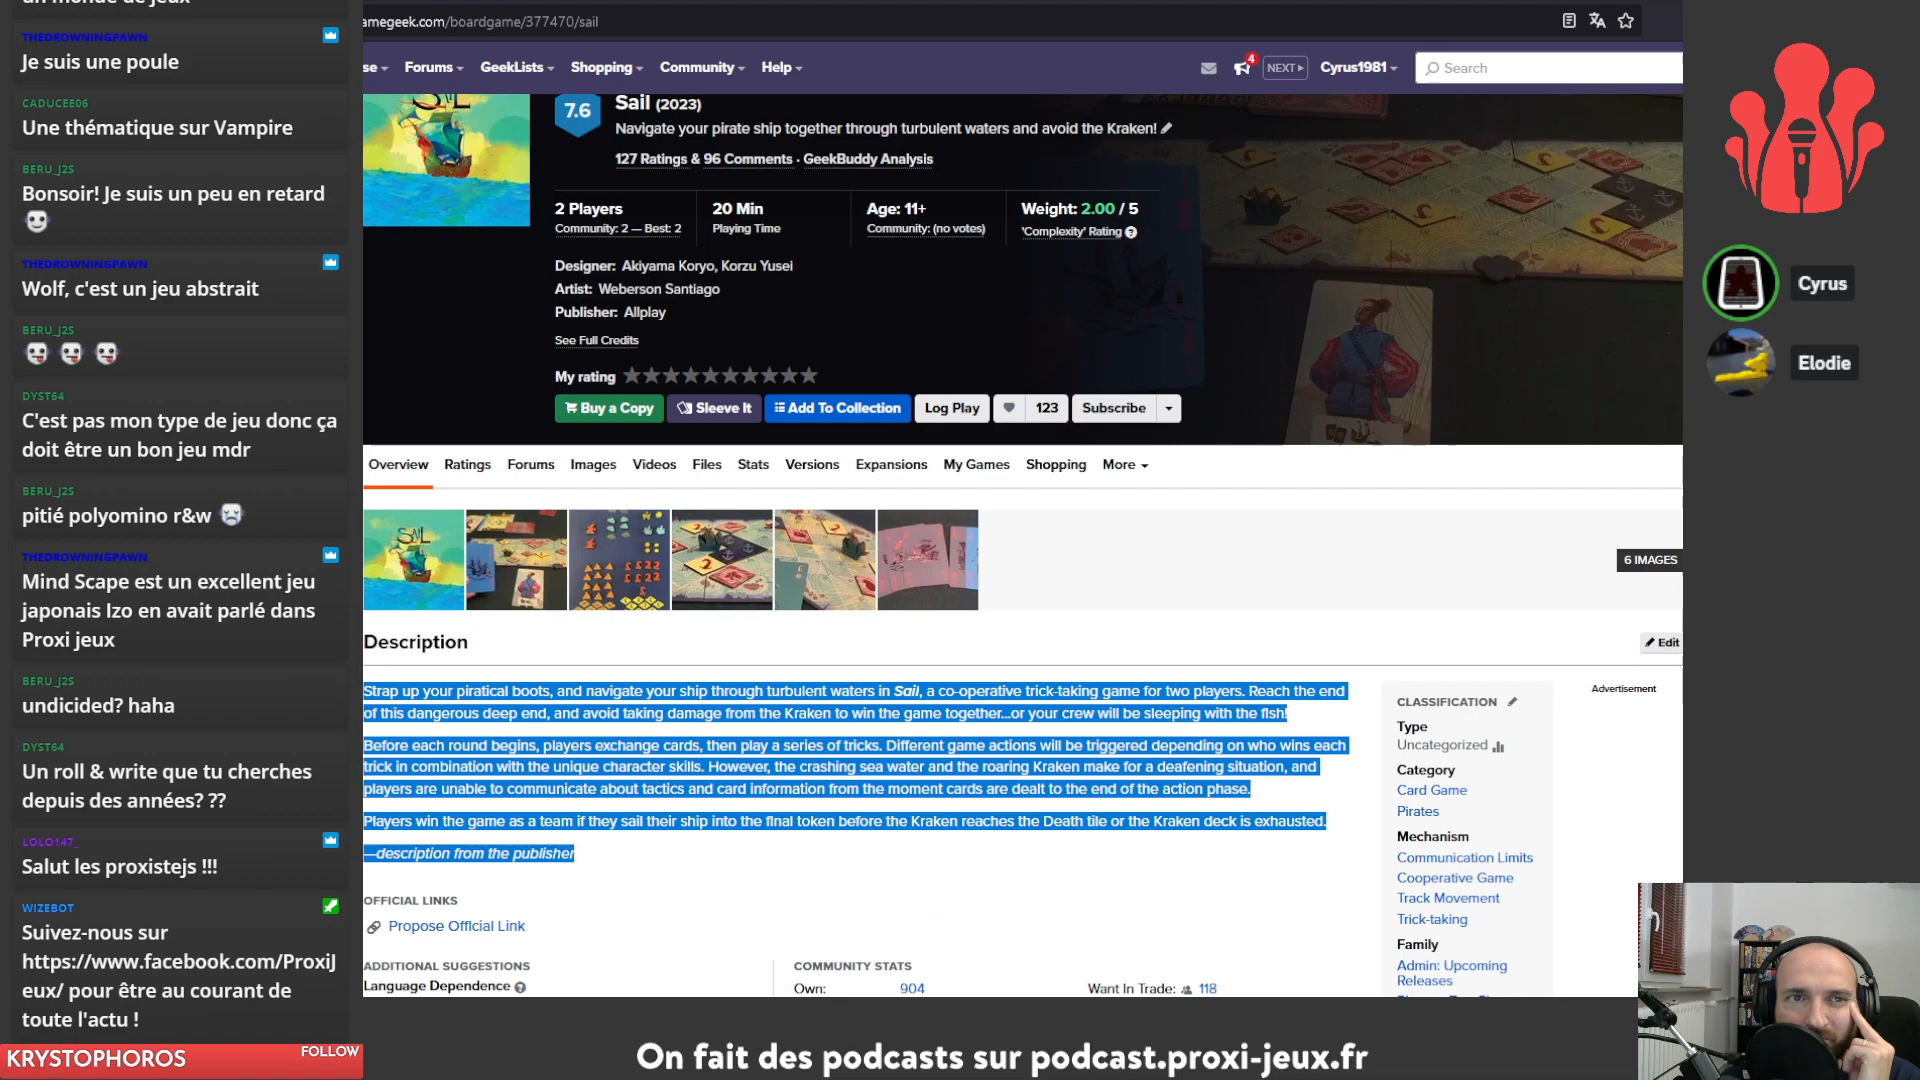 un monde de jeux
THEDROWNINGPAWN
Je suis une poule
CADUCEE06
Une thématique sur Vampire
BERU_J2S
Bonsoir! Je suis un peu en retard
THEDROWNINGPAWN
Wolf, c'est un jeu abstrait
BERU_J2S
DYST64
C'est pas mon type de jeu donc ça
doit être un bon jeu mdr
BERU_J2S
pitié polyomino r&w
THEDROWNINGPAWN
Mind Scape est un excellent jeu
japonais Izo en avait parlé dans
Proxi jeux
BERU_J2S
undicided? haha
DYST64
Un roll & write que tu cherches
depuis des années? ??
LOLO147_
Salut les proxistejs !!!
WIZEBOT
Suivez-nous sur
https://www.facebook.com/ProxiJ
eux/ pour être au courant de
toute l'actu !
KRYSTOPHOROS
FOLLOW
amegeek.com/boardgame/377470/sail
se Forums GeekLists Shopping Community Help
4 NEXT Cyrus1981 Search
SAIL
7.6
Sail (2023)
Navigate your pirate ship together through turbulent waters and avoid the Kraken!
127 Ratings & 96 Comments · GeekBuddy Analysis
2 Players 20 Min Age: 11+ Weight: 2.00 / 5
Community: 2 — Best: 2 Playing Time Community: (no votes) 'Complexity' Rating
Designer: Akiyama Koryo, Korzu Yusei
Artist: Weberson Santiago
Publisher: Allplay
See Full Credits
My rating
Buy a Copy Sleeve It Add To Collection Log Play 123 Subscribe
Overview Ratings Forums Images Videos Files Stats Versions Expansions My Games Shopping More
SAIL
6 IMAGES
Description
Edit
Strap up your piratical boots, and navigate your ship through turbulent waters in Sail, a co-operative trick-taking game for two players. Reach the end
of this dangerous deep end, and avoid taking damage from the Kraken to win the game together...or your crew will be sleeping with the fish!
Before each round begins, players exchange cards, then play a series of tricks. Different game actions will be triggered depending on who wins each
trick in combination with the unique character skills. However, the crashing sea water and the roaring Kraken make for a deafening situation, and
players are unable to communicate about tactics and card information from the moment cards are dealt to the end of the action phase.
Players win the game as a team if they sail their ship into the final token before the Kraken reaches the Death tile or the Kraken deck is exhausted.
—description from the publisher
OFFICIAL LINKS
Propose Official Link
ADDITIONAL SUGGESTIONS
Language Dependence
COMMUNITY STATS
Own: 904
Want In Trade: 118
CLASSIFICATION
Type
Uncategorized
Category
Card Game
Pirates
Mechanism
Communication Limits
Cooperative Game
Track Movement
Trick-taking
Family
Admin: Upcoming
Releases
Advertisement
Cyrus
Elodie
On fait des podcasts sur podcast.proxi-jeux.fr